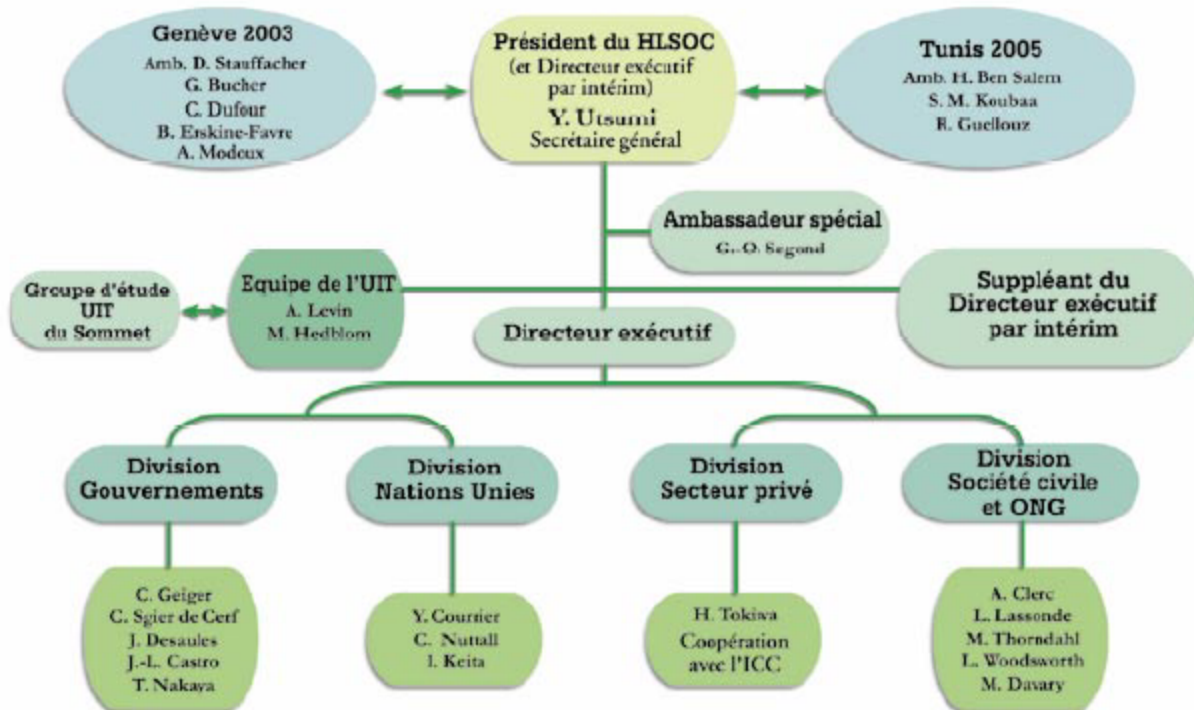 Genève 2003
Amb. D. Stauffacher
G. Bucher
C. Dufour
B. Erskine-Favre
A. Modoux
Président du HLSOC
(et Directeur exécutif
par intérim)
Y. Utsumi
Secrétaire général
Tunis 2005
Amb. H. Ben Salem
S. M. Koubaa
R. Guellouz
Ambassadeur spécial
G.-O. Segond
Groupe d'étude
UIT
du Sommet
Equipe de l'UIT
A. Levin
M. Hedblom
Directeur exécutif
Suppléant du
Directeur exécutif
par intérim
Division
Gouvernements
Division
Nations Unies
Division
Secteur privé
Division
Société civile
et ONG
C. Geiger
C. Sgier de Cerf
J. Desaules
J.-L. Castro
T. Nakaya
Y. Courrier
C. Nuttall
I. Keita
H. Tokiwa
Coopération
avec l'ICC
A. Clerc
L. Lassonde
M. Thorndahl
L. Woodsworth
M. Davary